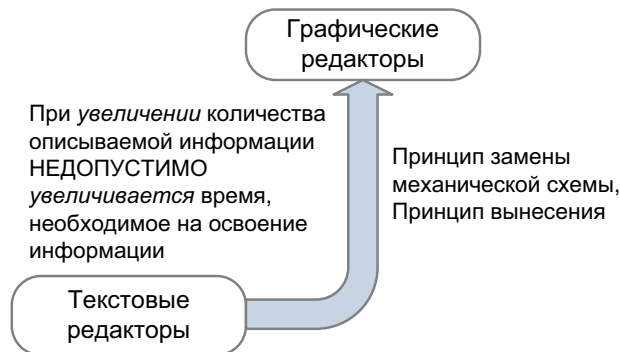 Графические
редакторы
При увеличении количества
описываемой информации
НЕДОПУСТИМО
увеличивается время,
необходимое на освоение
информации
Принцип замены
механической схемы,
Принцип вынесения
Текстовые
редакторы